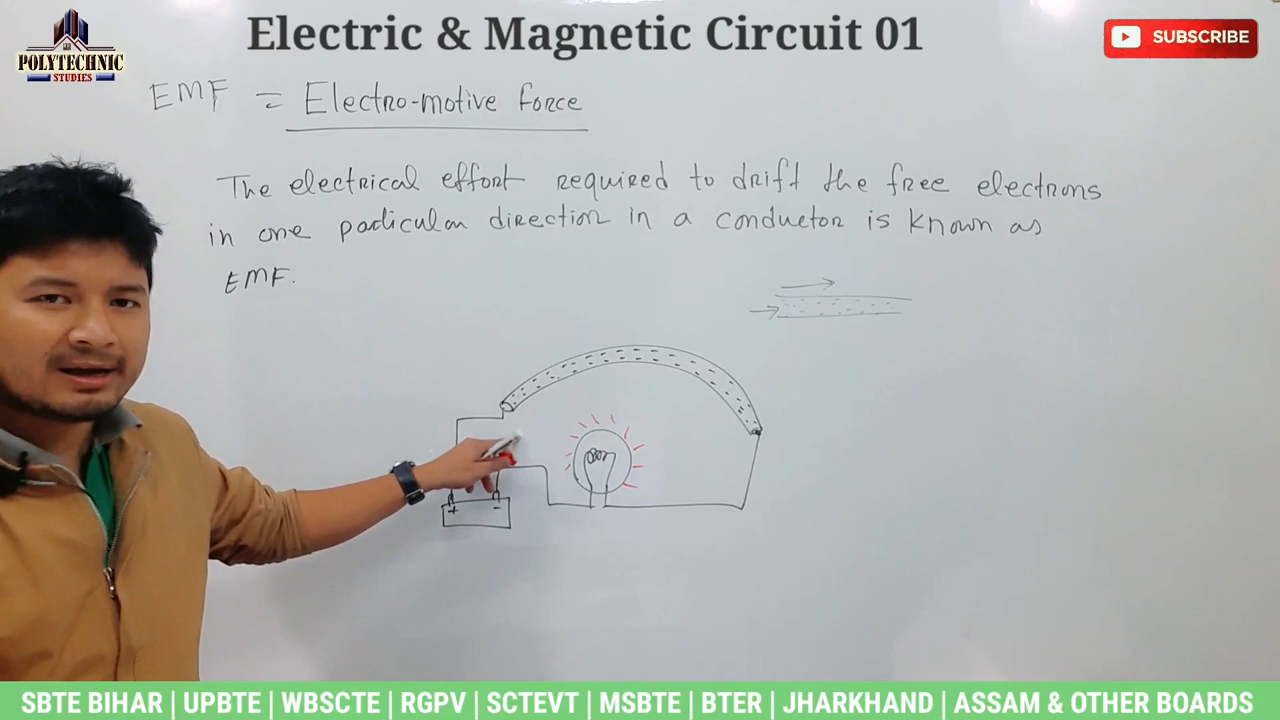 Electric & Magnetic Circuit 01
POLYTECHNIC
STUDIES
SUBSCRIBE
EMF = Electro-motive force
The electrical effort required to drift the free electrons
in one particular direction in a conductor is known as
EMF.
+ -
SBTE BIHAR | UPBTE | WBSCTE | RGPV | SCTEVT | MSBTE | BTER | JHARKHAND | ASSAM & OTHER BOARDS